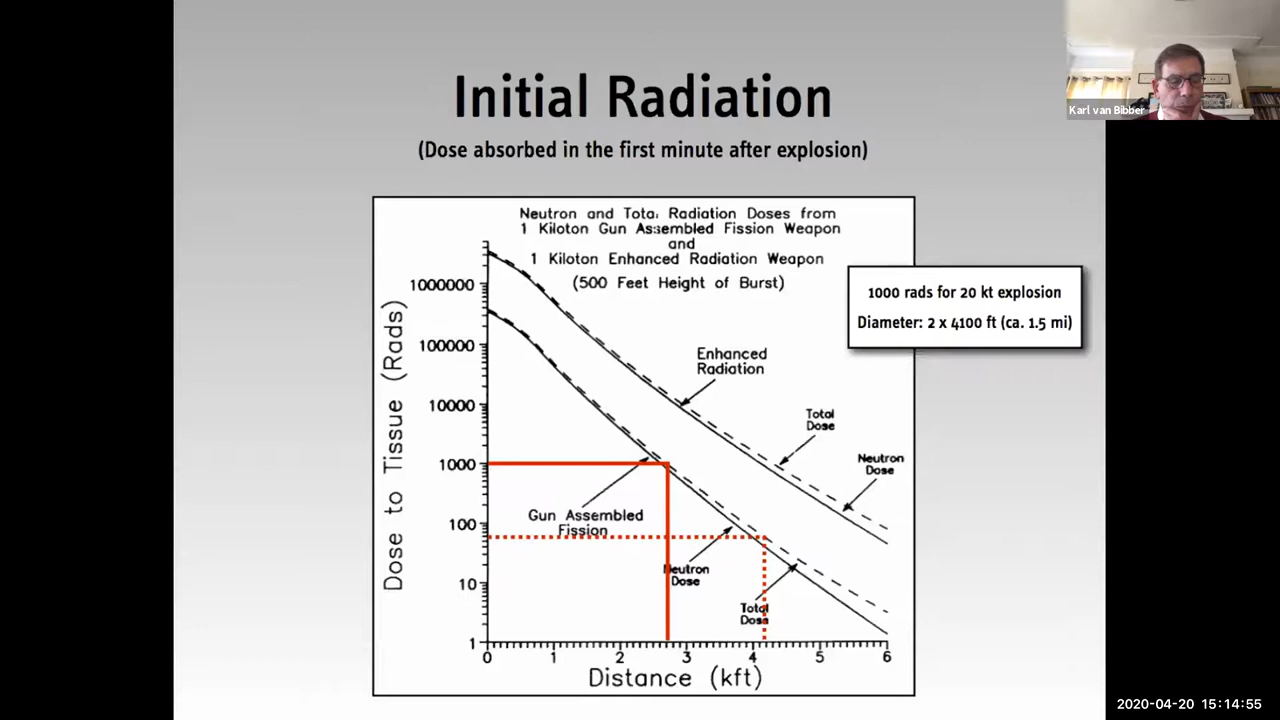 Initial Radiation
(Dose absorbed in the first minute after explosion)
Karl van Bibber
Neutron and Total Radiation Doses from
1 Kiloton Gun Assembled Fission Weapon
and
1 Kiloton Enhanced Radiation Weapon
(500 Feet Height of Burst)
1000 rads for 20 kt explosion
Diameter: 2 x 4100 ft (ca. 1.5 mi)
Dose to Tissue (Rads)
1000000
100000
10000
1000
100
10
1
Enhanced
Radiation
Total
Dose
Neutron
Dose
Gun Assembled
Fission
Neutron
Dose
Total
Dose
0 1 2 3 4 5 6
Distance (kft)
2020-04-20 15:14:55